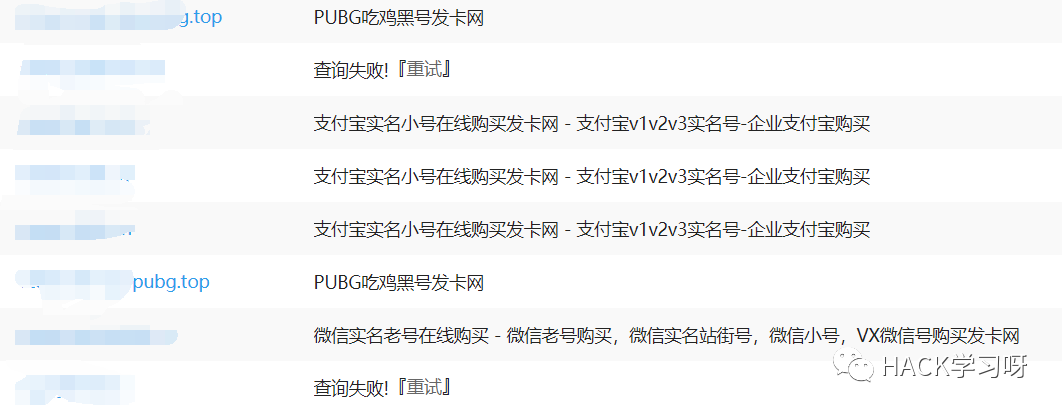 g.top PUBG吃鸡黑号发卡网
查询失败!『重试』
支付宝实名小号在线购买发卡网 - 支付宝v1v2v3实名号-企业支付宝购买
支付宝实名小号在线购买发卡网 - 支付宝v1v2v3实名号-企业支付宝购买
支付宝实名小号在线购买发卡网 - 支付宝v1v2v3实名号-企业支付宝购买
pubg.top PUBG吃鸡黑号发卡网
微信实名老号在线购买 - 微信老号购买，微信实名站街号，微信小号，VX微信号购买发卡网
HACK学习呀
查询失败!『重试』